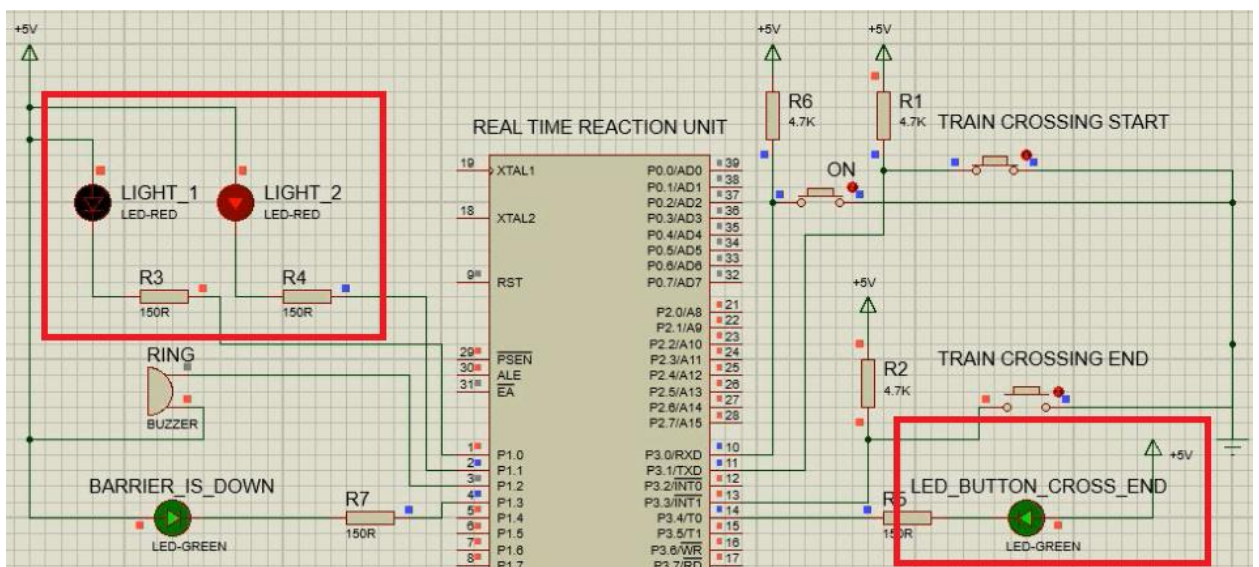 +5V
+5V
+5V
R6
4.7K
R1
4.7K
TRAIN CROSSING START
REAL TIME REACTION UNIT
ON
LIGHT_1
LED-RED
LIGHT_2
LED-RED
R3
150R
R4
150R
RING
BUZZER
BARRIER_IS_DOWN
LED-GREEN
R7
150R
19 XTAL1
18 XTAL2
9 RST
29 PSEN
30 ALE
31 EA
1 P1.0
2 P1.1
3 P1.2
4 P1.3
5 P1.4
6 P1.5
7 P1.6
8 P1.7
P0.0/AD0 39
P0.1/AD1 38
P0.2/AD2 37
P0.3/AD3 36
P0.4/AD4 35
P0.5/AD5 34
P0.6/AD6 33
P0.7/AD7 32
P2.0/A8 21
P2.1/A9 22
P2.2/A10 23
P2.3/A11 24
P2.4/A12 25
P2.5/A13 26
P2.6/A14 27
P2.7/A15 28
P3.0/RXD 10
P3.1/TXD 11
P3.2/INT0 12
P3.3/INT1 13
P3.4/T0 14
P3.5/T1 15
P3.6/WR 16
P3.7/RD 17
+5V
R2
4.7K
TRAIN CROSSING END
+5V
LED_BUTTON_CROSS_END
R5
150R
LED-GREEN